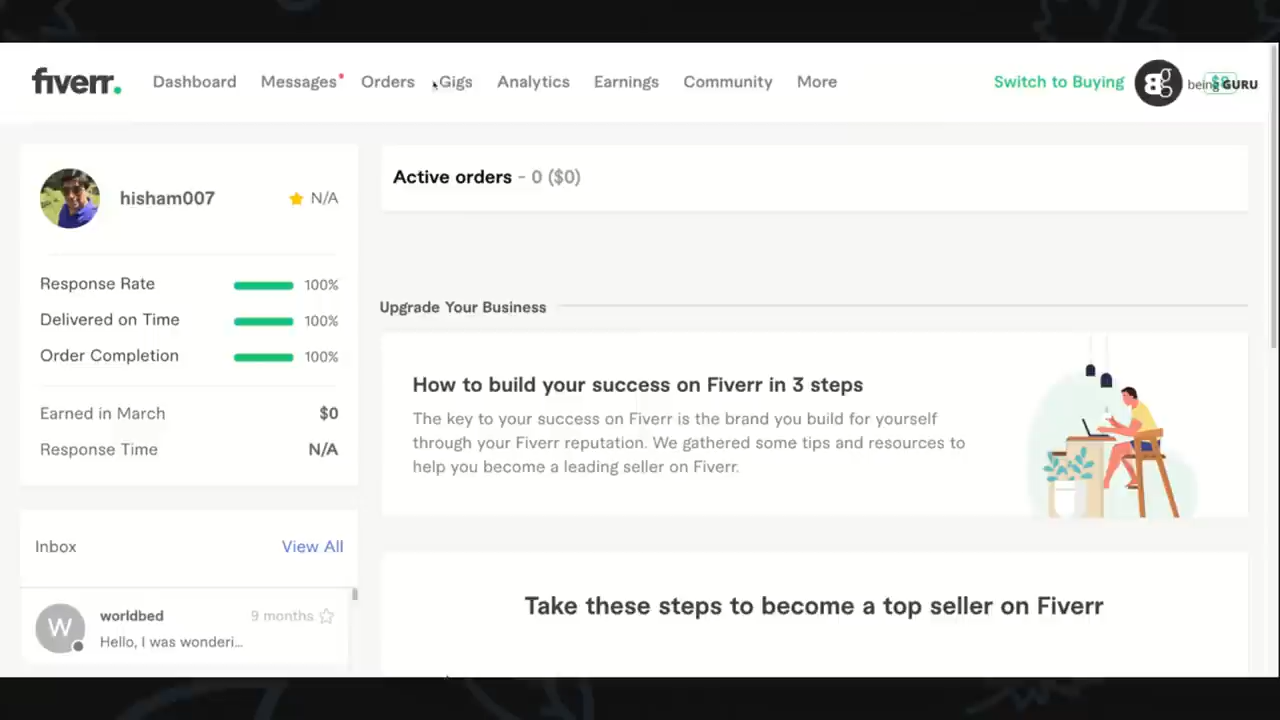 fiverr.
Dashboard Messages Orders Gigs Analytics Earnings Community More Switch to Buying being GURU
hisham007 N/A
Response Rate 100%
Delivered on Time 100%
Order Completion 100%
Earned in March $0
Response Time N/A
Inbox View All
W
worldbed 9 months
Hello, I was wonderi...
Active orders - 0 ($0)
Upgrade Your Business
How to build your success on Fiverr in 3 steps
The key to your success on Fiverr is the brand you build for yourself
through your Fiverr reputation. We gathered some tips and resources to
help you become a leading seller on Fiverr.
Take these steps to become a top seller on Fiverr